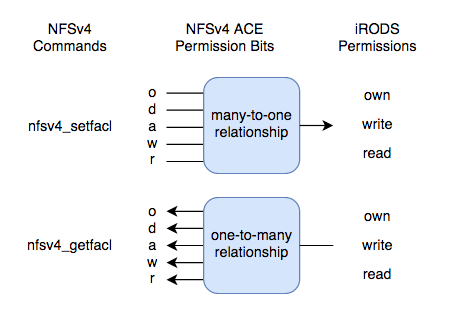 NFSv4
Commands
NFSv4 ACE
Permission Bits
iRODS
Permissions
nfsv4_setfacl
o
d
a
w
r
many-to-one
relationship
own
write
read
nfsv4_getfacl
o
d
a
w
r
one-to-many
relationship
own
write
read